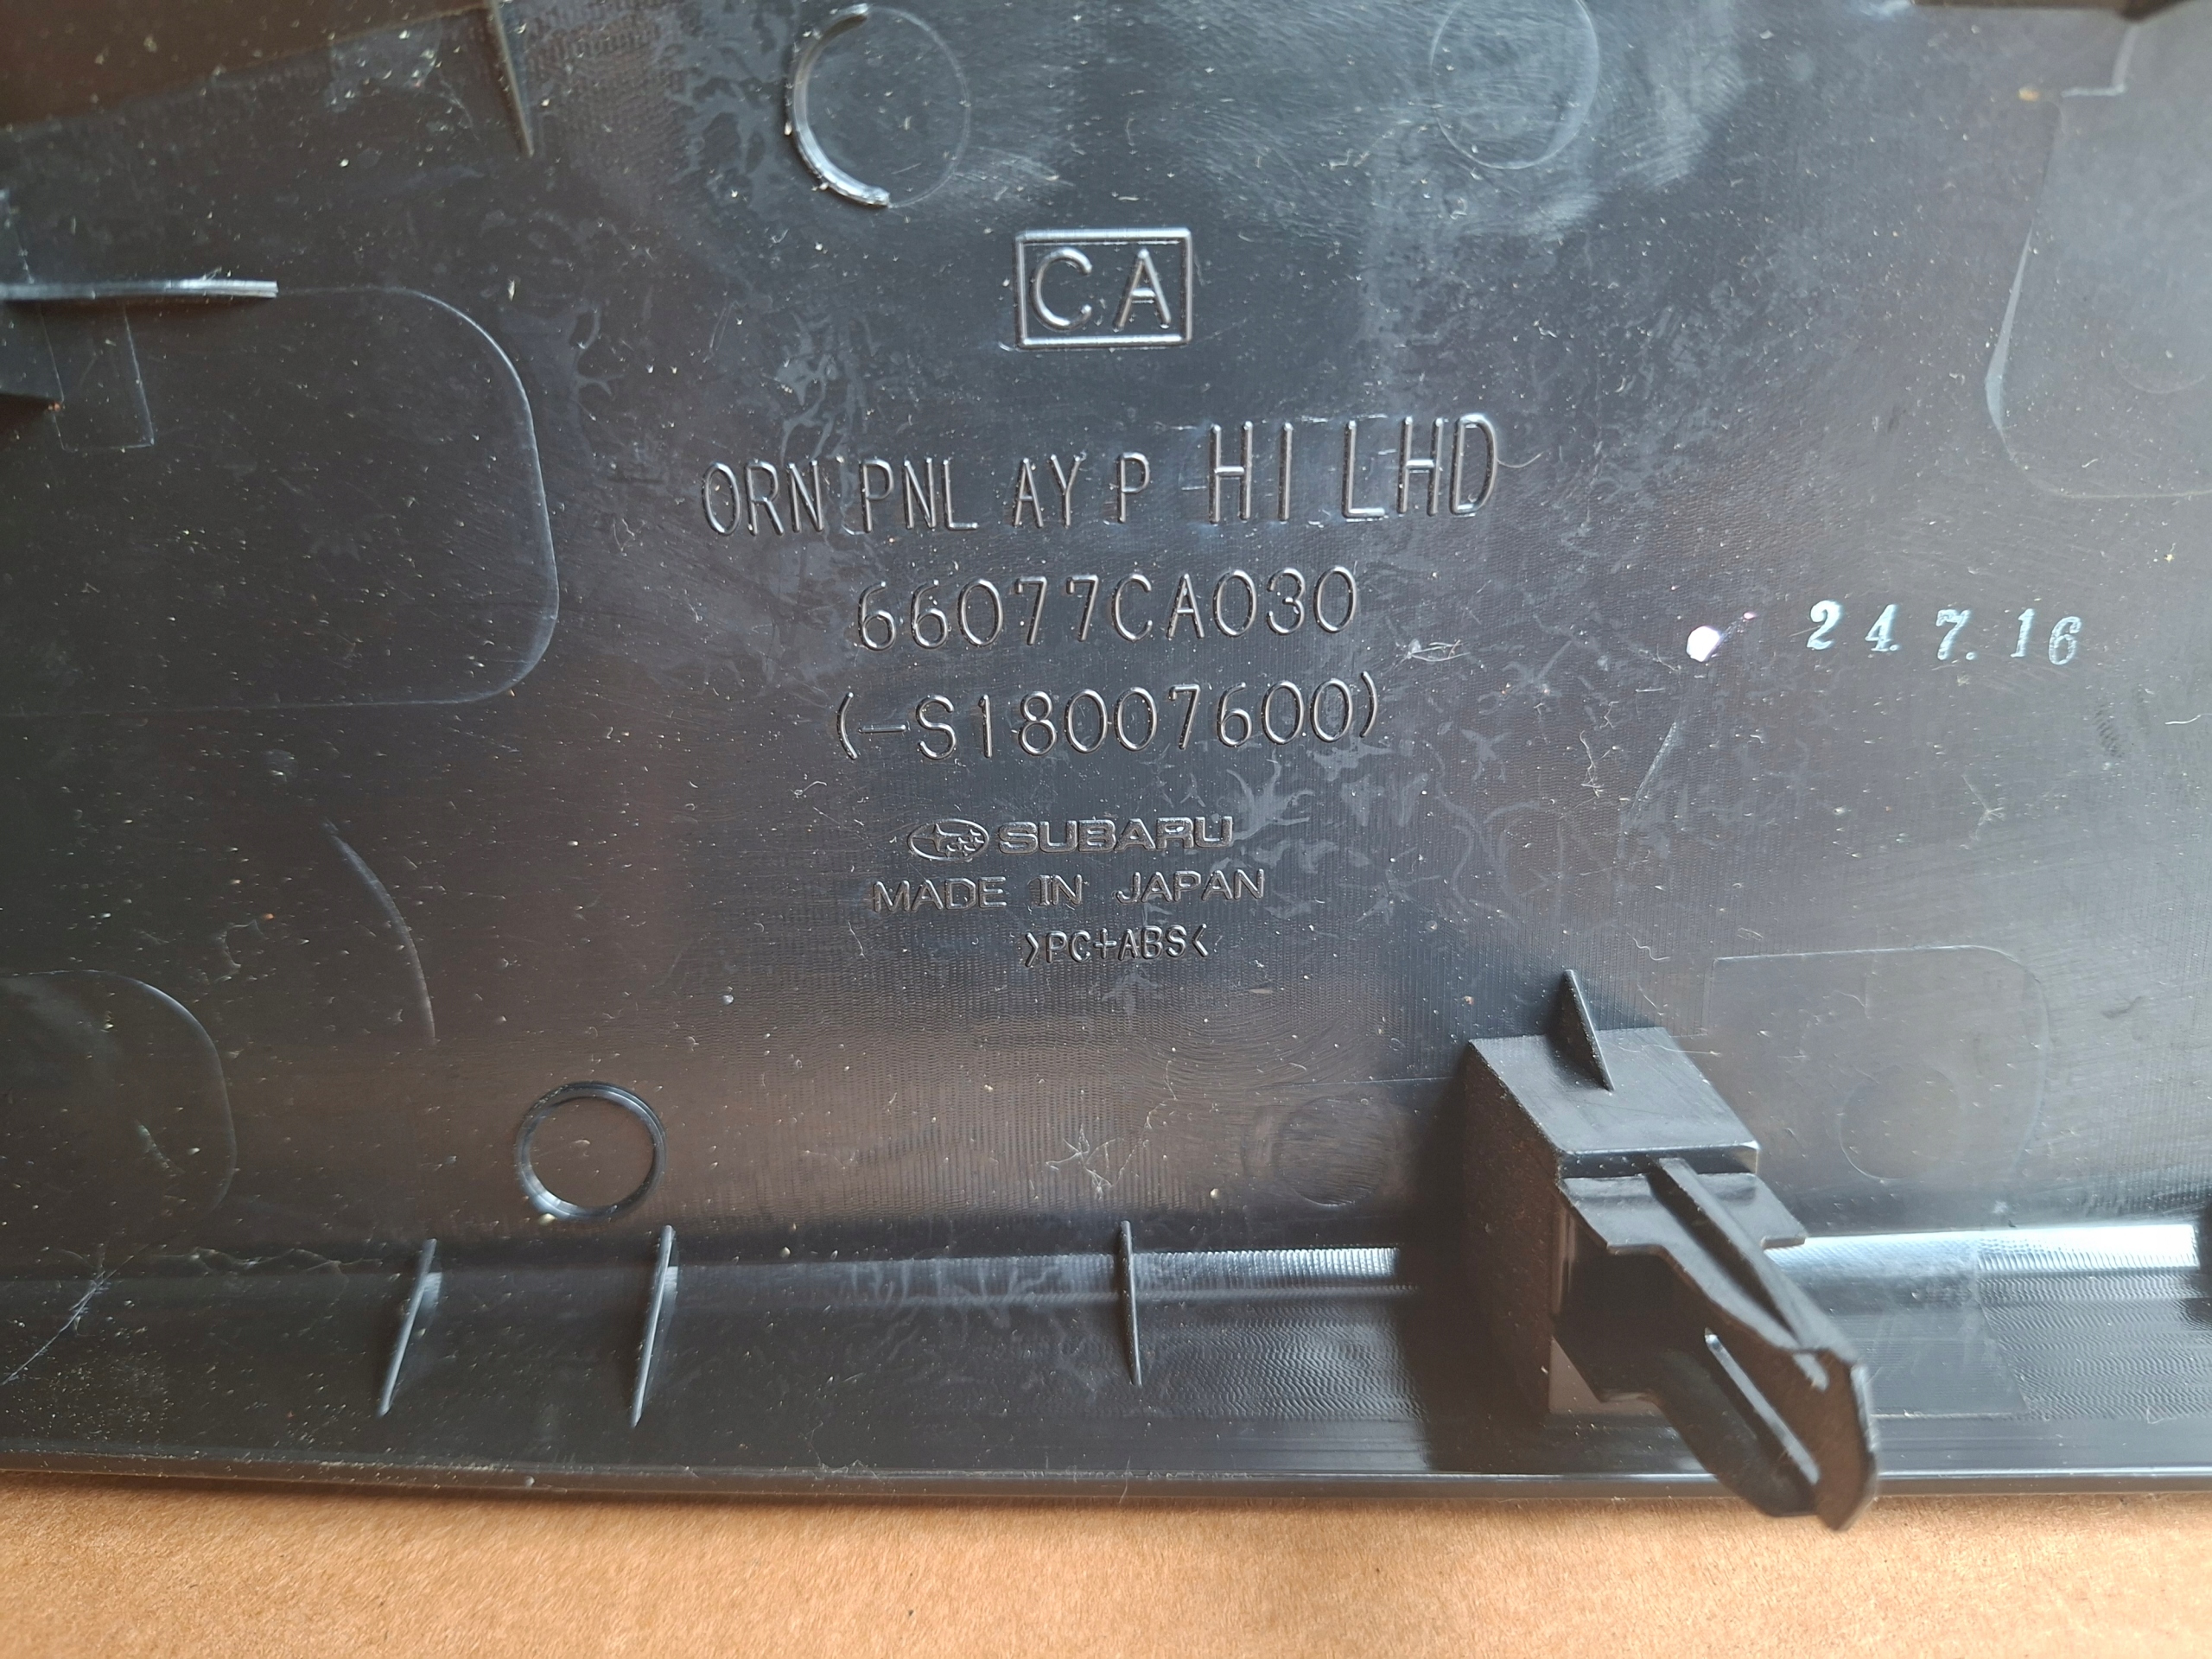 CA
ORN PNL AY P HI LHD
66077CA030
24.7.16
(-S18007600)
SUBARU
MADE IN JAPAN
>PC+ABS<